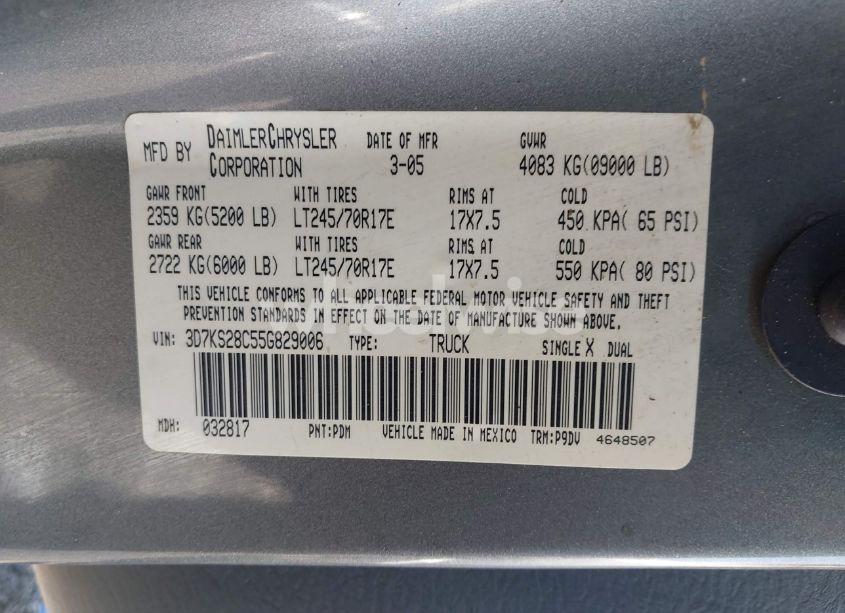 MFD BY DAIMLERCHRYSLER CORPORATION DATE OF MFR 3-05 GVWR 4083 KG(09000 LB)
GAWR FRONT WITH TIRES RIMS AT COLD
2359 KG(5200 LB) LT245/70R17E 17X7.5 450 KPA( 65 PSI)
GAWR REAR WITH TIRES RIMS AT COLD
2722 KG(6000 LB) LT245/70R17E 17X7.5 550 KPA( 80 PSI)
THIS VEHICLE CONFORMS TO ALL APPLICABLE FEDERAL MOTOR VEHICLE SAFETY AND THEFT
PREVENTION STANDARDS IN EFFECT ON THE DATE OF MANUFACTURE SHOWN ABOVE.
VIN: 3D7KS28C55G829006 TYPE: TRUCK SINGLE X DUAL
MDH: 032817 PNT:PDM VEHICLE MADE IN MEXICO TRM:P9DV 4648507